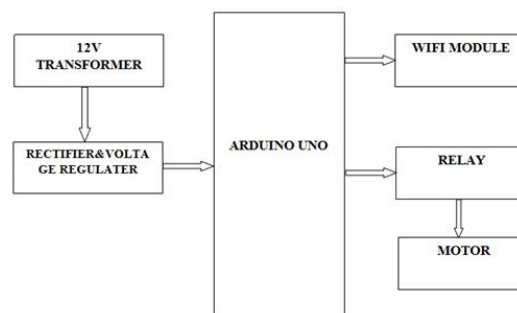 12V
TRANSFORMER
RECTIFIER&VOLTA
GE REGULATER
ARDUINO UNO
WIFI MODULE
RELAY
MOTOR